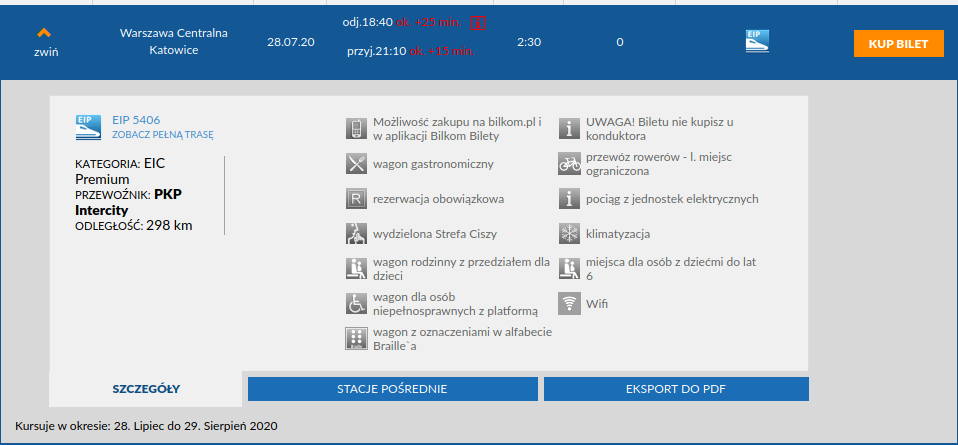 zwiń
Warszawa Centralna
Katowice
28.07.20
odj.18:40 ok. +25 min.
przyj.21:10 ok. +15 min.
2:30
0
EIP
KUP BILET
EIP
EIP 5406
ZOBACZ PEŁNĄ TRASĘ
KATEGORIA: EIC
Premium
PRZEWOŹNIK: PKP
Intercity
ODLEGŁOŚĆ: 298 km
Możliwość zakupu na bilkom.pl i
w aplikacji Bilkom Bilety
UWAGA! Biletu nie kupisz u
konduktora
wagon gastronomiczny
przewóz rowerów - l. miejsc
ograniczona
R
rezerwacja obowiązkowa
pociąg z jednostek elektrycznych
wydzielona Strefa Ciszy
klimatyzacja
wagon rodzinny z przedziałem dla
dzieci
miejsca dla osób z dziećmi do lat
6
wagon dla osób
niepełnosprawnych z platformą
Wifi
wagon z oznaczeniami w alfabecie
Braille`a
SZCZEGÓŁY
STACJE POŚREDNIE
EKSPORT DO PDF
Kursuje w okresie: 28. Lipiec do 29. Sierpień 2020